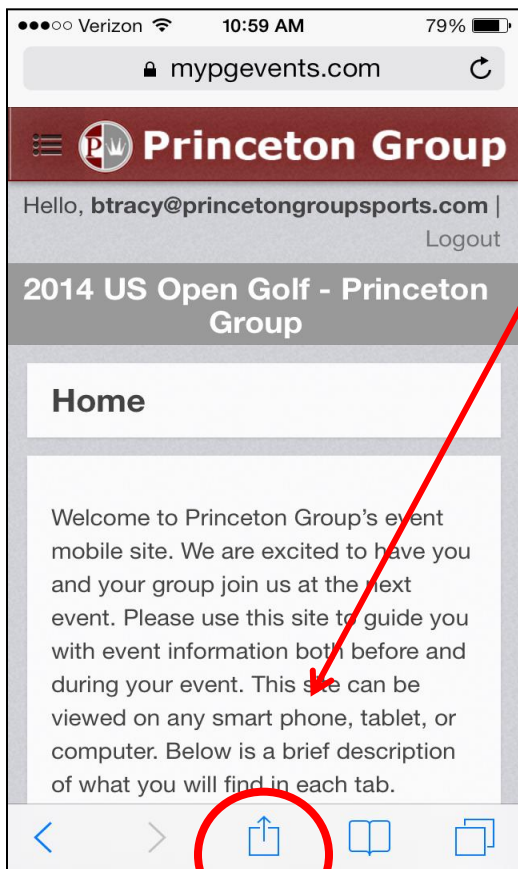 Verizon 10:59 AM 79%
mypgevents.com
PW Princeton Group
Hello, btracy@princetongroupsports.com |
Logout
2014 US Open Golf - Princeton
Group
Home
Welcome to Princeton Group's event
mobile site. We are excited to have you
and your group join us at the next
event. Please use this site to guide you
with event information both before and
during your event. This site can be
viewed on any smart phone, tablet, or
computer. Below is a brief description
of what you will find in each tab.